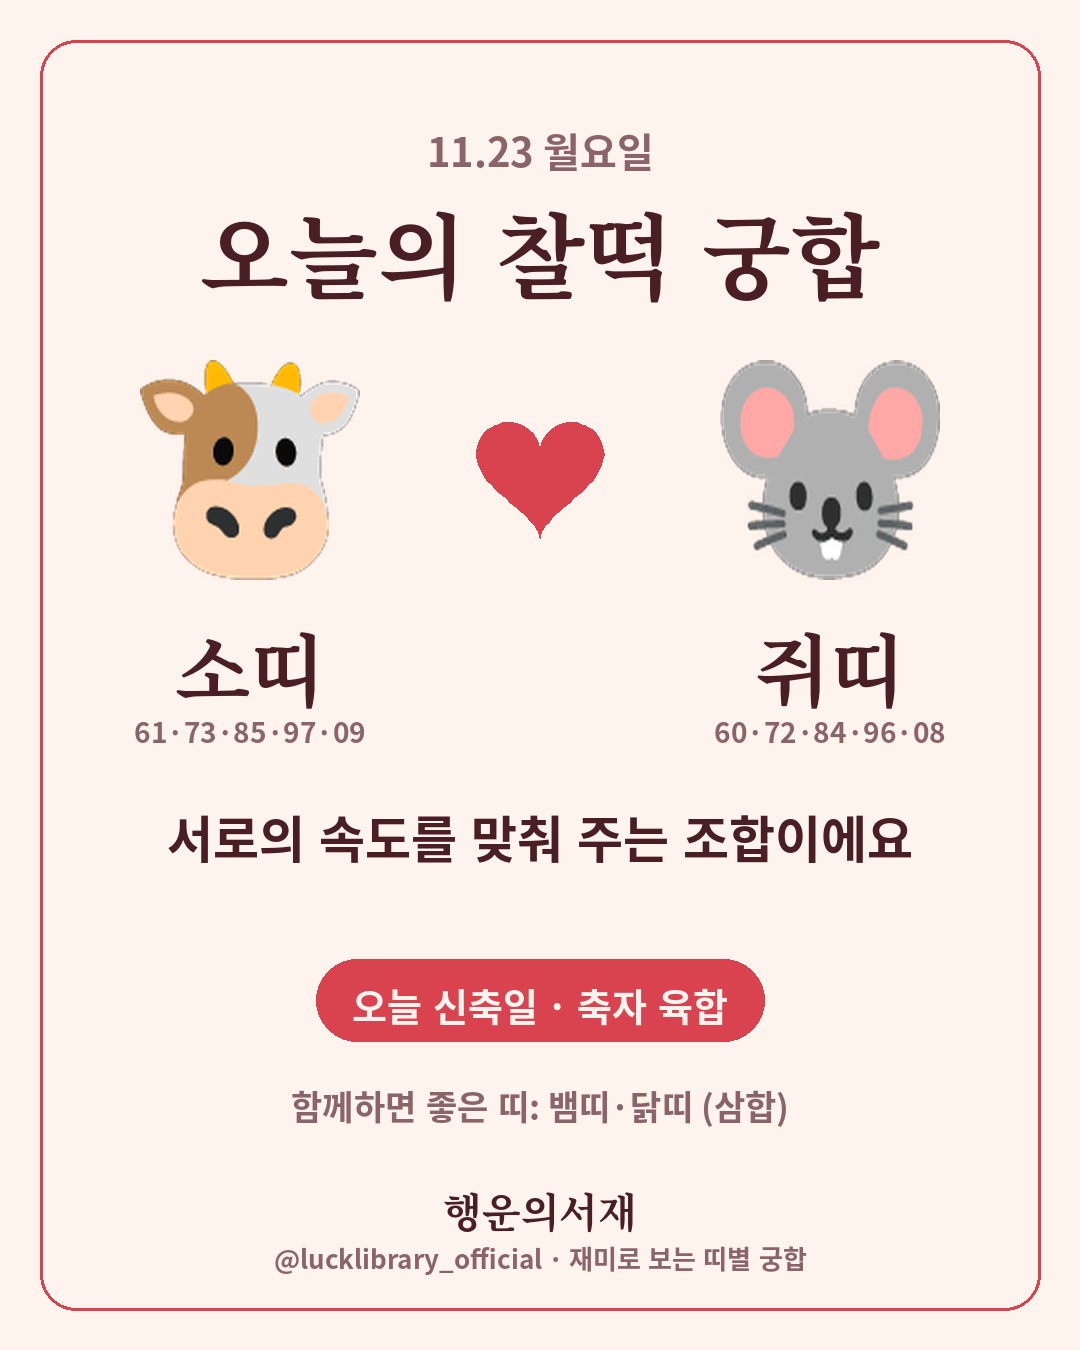 11.23 월요일
오늘의 찰떡 궁합
소띠
쥐띠
61·73·85·97·09
60·72·84·96·08
서로의 속도를 맞춰 주는 조합이에요
오늘 신축일 · 축자 육합
함께하면 좋은 띠: 뱀띠·닭띠 (삼합)
행운의서재
@lucklibrary_official · 재미로 보는 띠별 궁합